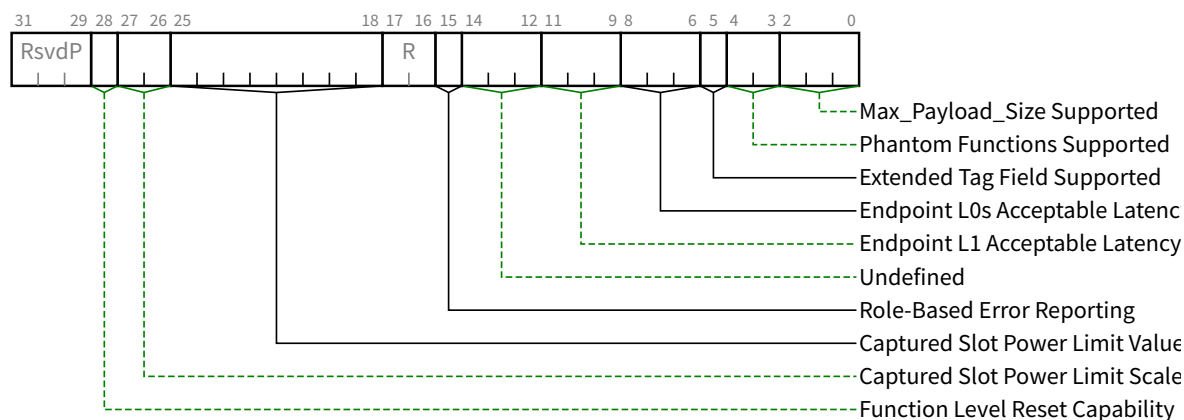 31 29 28 27 26 25 18 17 16 15 14 12 11 9 8 6 5 4 3 2 0
RsvdP R
Max_Payload_Size Supported
Phantom Functions Supported
Extended Tag Field Supported
Endpoint L0s Acceptable Latenc
Endpoint L1 Acceptable Latency
Undefined
Role-Based Error Reporting
Captured Slot Power Limit Value
Captured Slot Power Limit Scale
Function Level Reset Capability